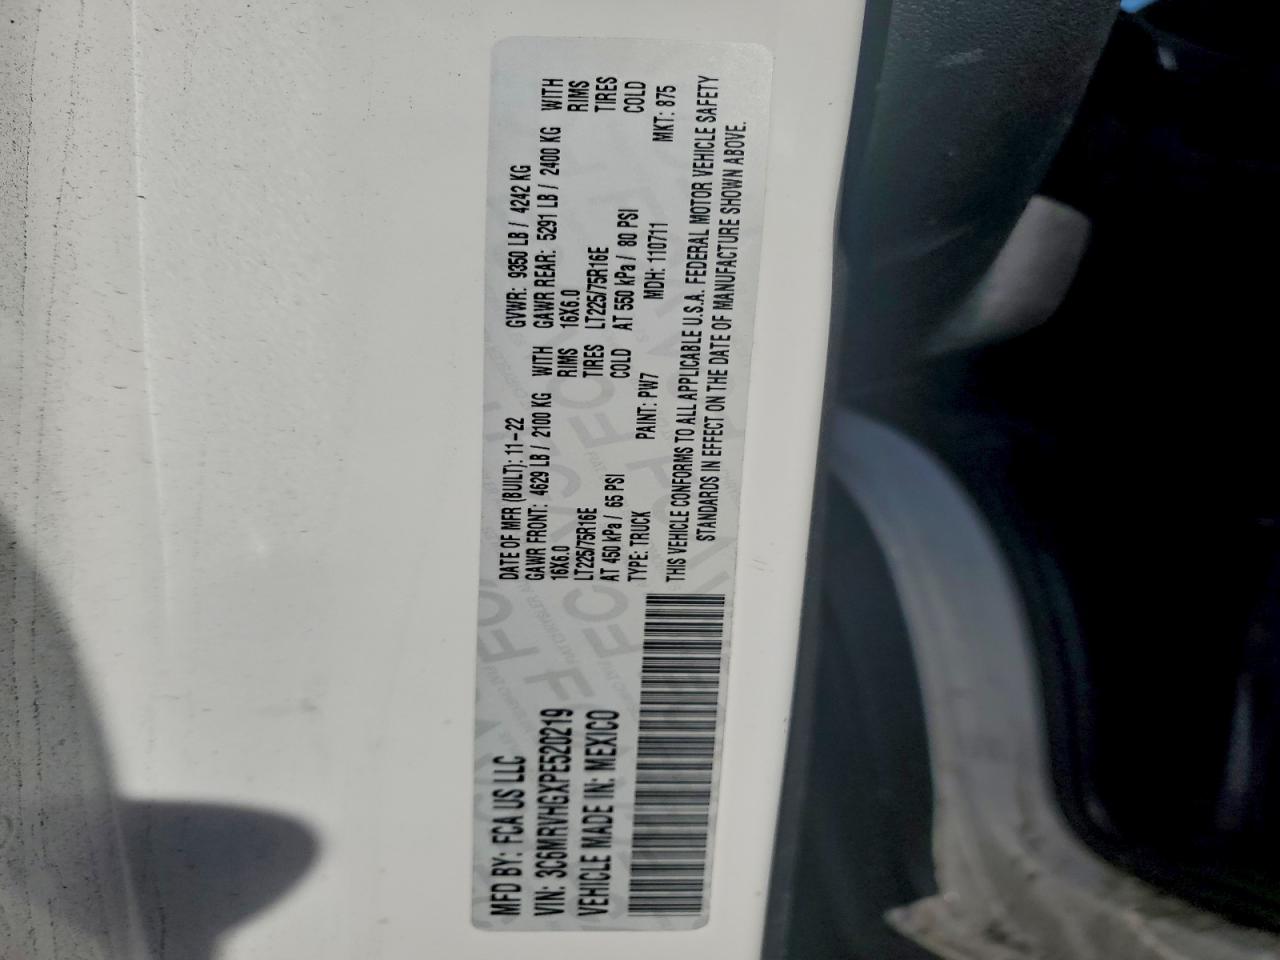 MFD BY: FCA US LLC
DATE OF MFR (BUILT): 11-22
GVWR: 9350 LB / 4242 KG
VIN: 3C6MRVHGXPE520219
GAWR FRONT: 4629 LB / 2100 KG WITH
GAWR REAR: 5291 LB / 2400 KG WITH
16X6.0 RIMS
16X6.0 RIMS
VEHICLE MADE IN: MEXICO
LT225/75R16E TIRES
LT225/75R16E TIRES
AT 450 kPa / 65 PSI COLD
AT 550 kPa / 80 PSI COLD
TYPE: TRUCK PAINT: PW7 MDH: 110711 MKT: 875
THIS VEHICLE CONFORMS TO ALL APPLICABLE U.S.A. FEDERAL MOTOR VEHICLE SAFETY
STANDARDS IN EFFECT ON THE DATE OF MANUFACTURE SHOWN ABOVE.